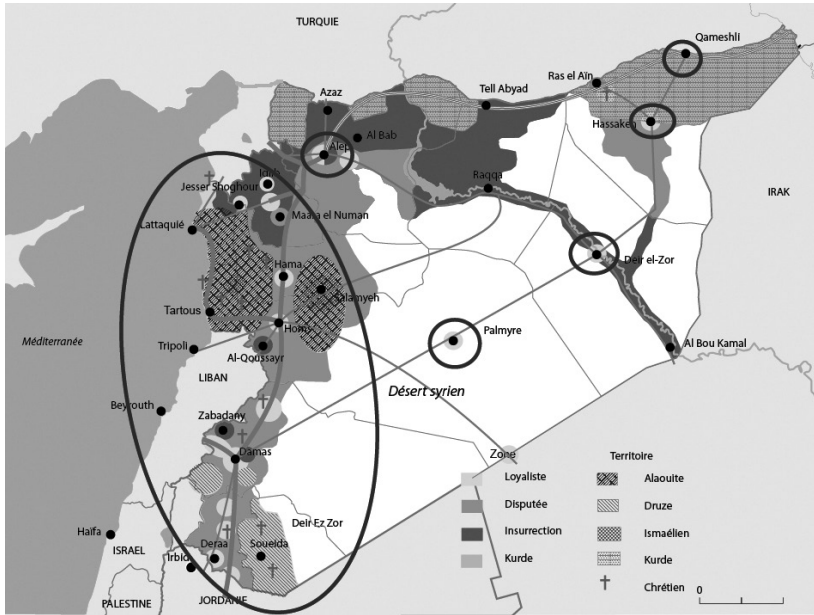 TURQUIE
Qameshli
Ras el Aïn
Azaz
Tell Abyad
Al Bab
Hassakeh
Alep
Idlib
Jesser Shoghour
Raqqa
IRAK
Maara el Numan
Lattaquié
Deir el-Zor
Hama
Salamyeh
Tartous
Homs
Palmyre
Méditerranée
Tripoli
Al-Qoussayr
Al Bou Kamal
LIBAN
Désert syrien
Beyrouth
Zabadany
Damas
Zone
Territoire
Loyaliste
Alaouite
Disputée
Druze
Deir Ez Zor
Insurrection
Ismaélien
Haïfa
Deraa
Soueida
ISRAEL
Irbid
Kurde
Kurde
Chrétien
PALESTINE
JORDANIE
0